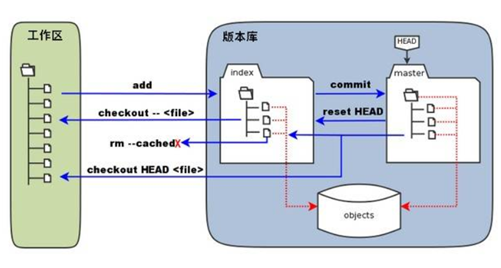 工作区
版本库
HEAD
index
master
add
commit
checkout -- <file>
reset HEAD
rm --cachedX
checkout HEAD <file>
objects